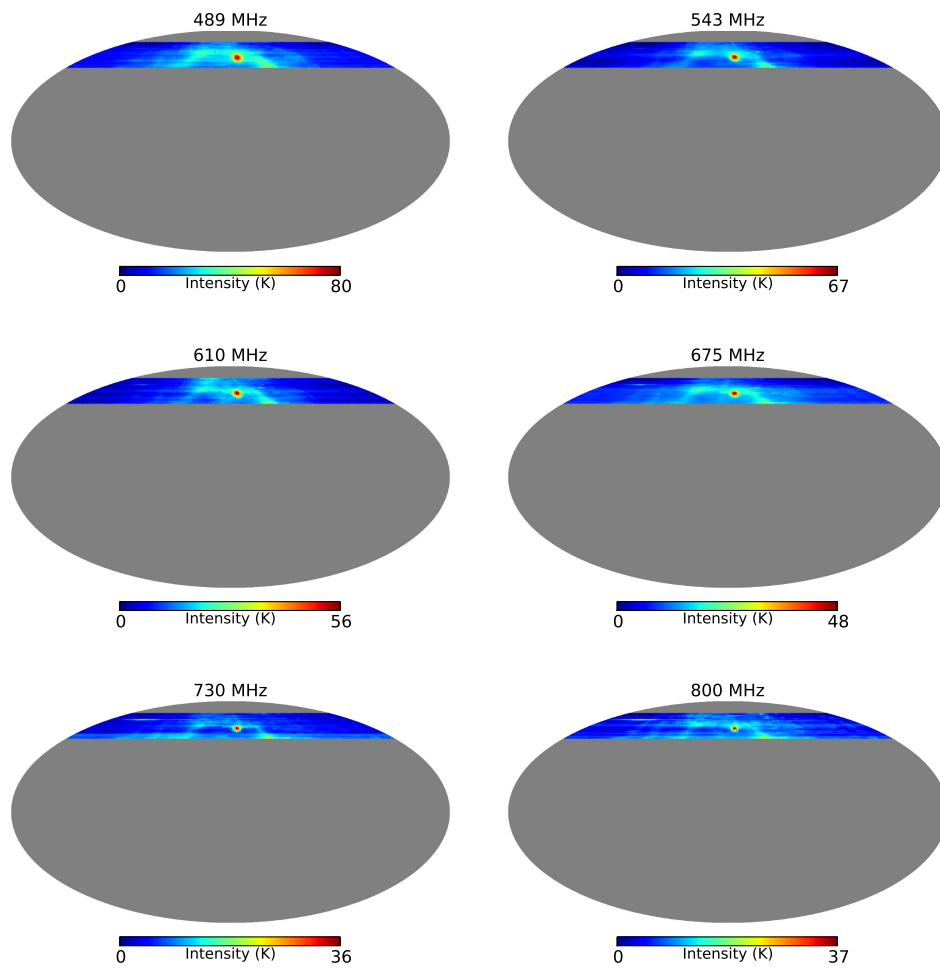 489 MHz
543 MHz
0 Intensity (K) 80
0 Intensity (K) 67
610 MHz
675 MHz
0 Intensity (K) 56
0 Intensity (K) 48
730 MHz
800 MHz
0 Intensity (K) 36
0 Intensity (K) 37